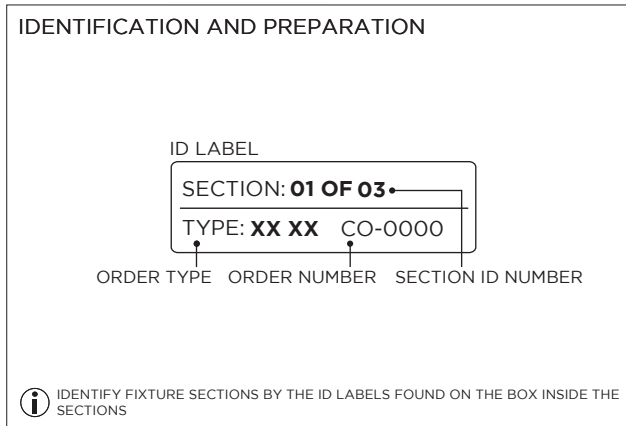 IDENTIFICATION AND PREPARATION
ID LABEL
SECTION: 01 OF 03
TYPE: XX XX CO-0000
ORDER TYPE ORDER NUMBER SECTION ID NUMBER
IDENTIFY FIXTURE SECTIONS BY THE ID LABELS FOUND ON THE BOX INSIDE THE
SECTIONS